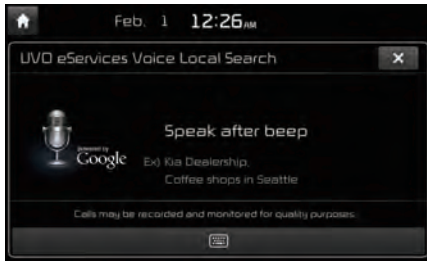 Feb. 1 12:26AM
UVO eServices Voice Local Search
Speak after beep
powered by
Google
Ex) Kia Dealership,
Coffee shops in Seattle
Calls may be recorded and monitored for quality purposes.